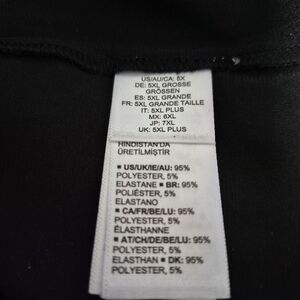 US/AU/CA: 5X
DE: 5XL GROSSE
GRÖSSEN
ES: 5XL GRANDE
FR: 5XL GRANDE TAILLE
IT: 5XL PLUS
MX: 6XL
JP: 7XL
UK: 5XL PLUS
HINDISTAN'DA
ÜRETİLMİŞTİR
■ US/UK/IE/AU: 95%
POLYESTER, 5%
ELASTANE ■ BR: 95%
POLIÉSTER, 5%
ELASTANO
■ CA/FR/BE/LU: 95%
POLYESTER, 5%
ÉLASTHANNE
■ AT/CH/DE/BE/LU: 95%
POLYESTER, 5%
ELASTHAN ■ DK: 95%
POLYESTER, 5%